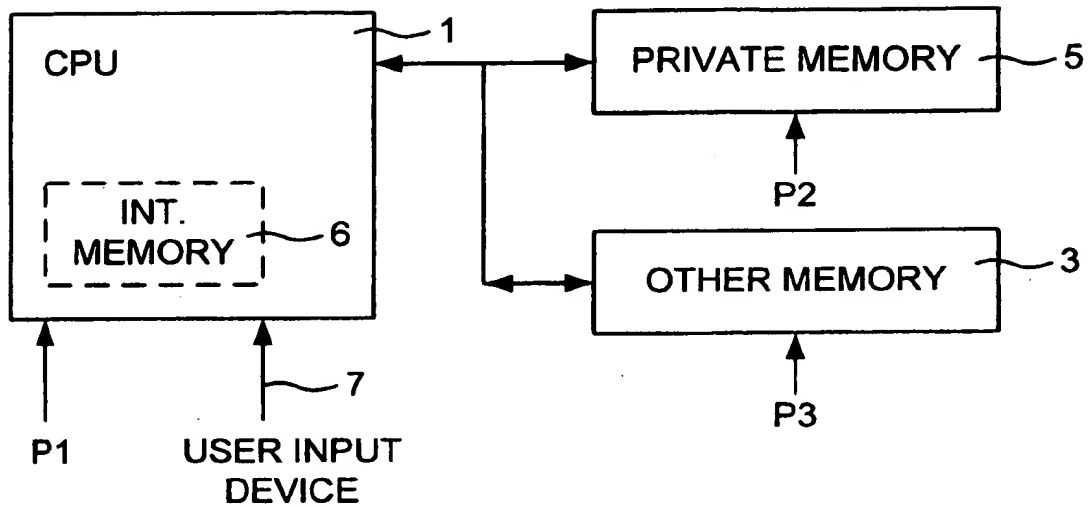 1
CPU
PRIVATE MEMORY
5
P2
INT.
MEMORY
6
OTHER MEMORY
3
7
P3
P1
USER INPUT
DEVICE